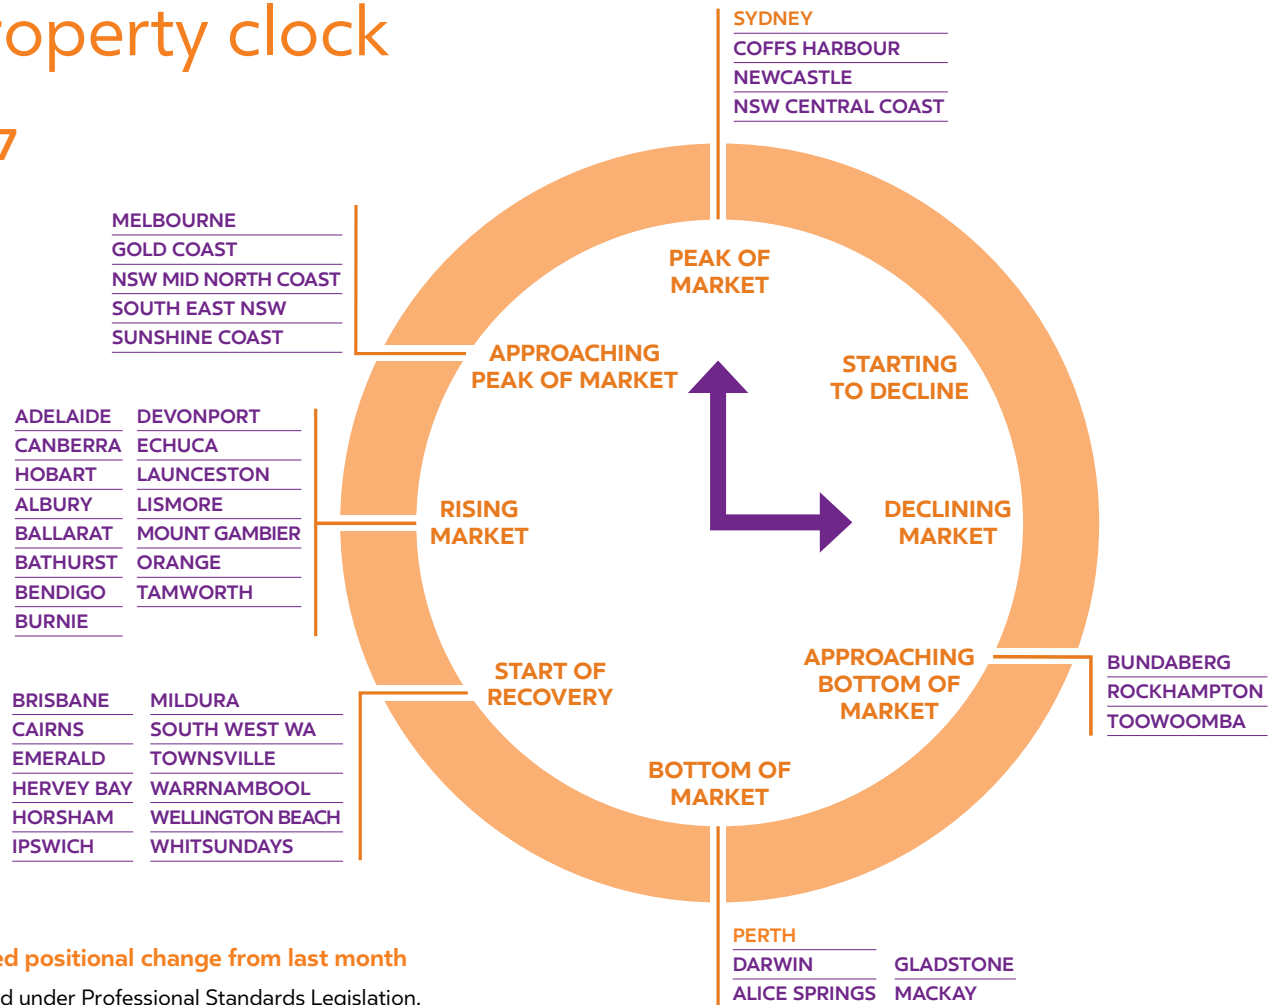 roperty clock
7
SYDNEY
COFFS HARBOUR
NEWCASTLE
NSW CENTRAL COAST
MELBOURNE
GOLD COAST
NSW MID NORTH COAST
SOUTH EAST NSW
SUNSHINE COAST
PEAK OF
MARKET
APPROACHING
PEAK OF MARKET
STARTING
TO DECLINE
ADELAIDE DEVONPORT
CANBERRA ECHUCA
HOBART LAUNCESTON
ALBURY LISMORE
BALLARAT MOUNT GAMBIER
BATHURST ORANGE
BENDIGO TAMWORTH
BURNIE
RISING
MARKET
DECLINING
MARKET
BRISBANE MILDURA
CAIRNS SOUTH WEST WA
EMERALD TOWNSVILLE
HERVEY BAY WARRNAMBOOL
HORSHAM WELLINGTON BEACH
IPSWICH WHITSUNDAYS
START OF
RECOVERY
APPROACHING
BOTTOM OF
MARKET
BUNDABERG
ROCKHAMPTON
TOOWOOMBA
BOTTOM OF
MARKET
PERTH
DARWIN GLADSTONE
ALICE SPRINGS MACKAY
ed positional change from last month
d under Professional Standards Legislation.